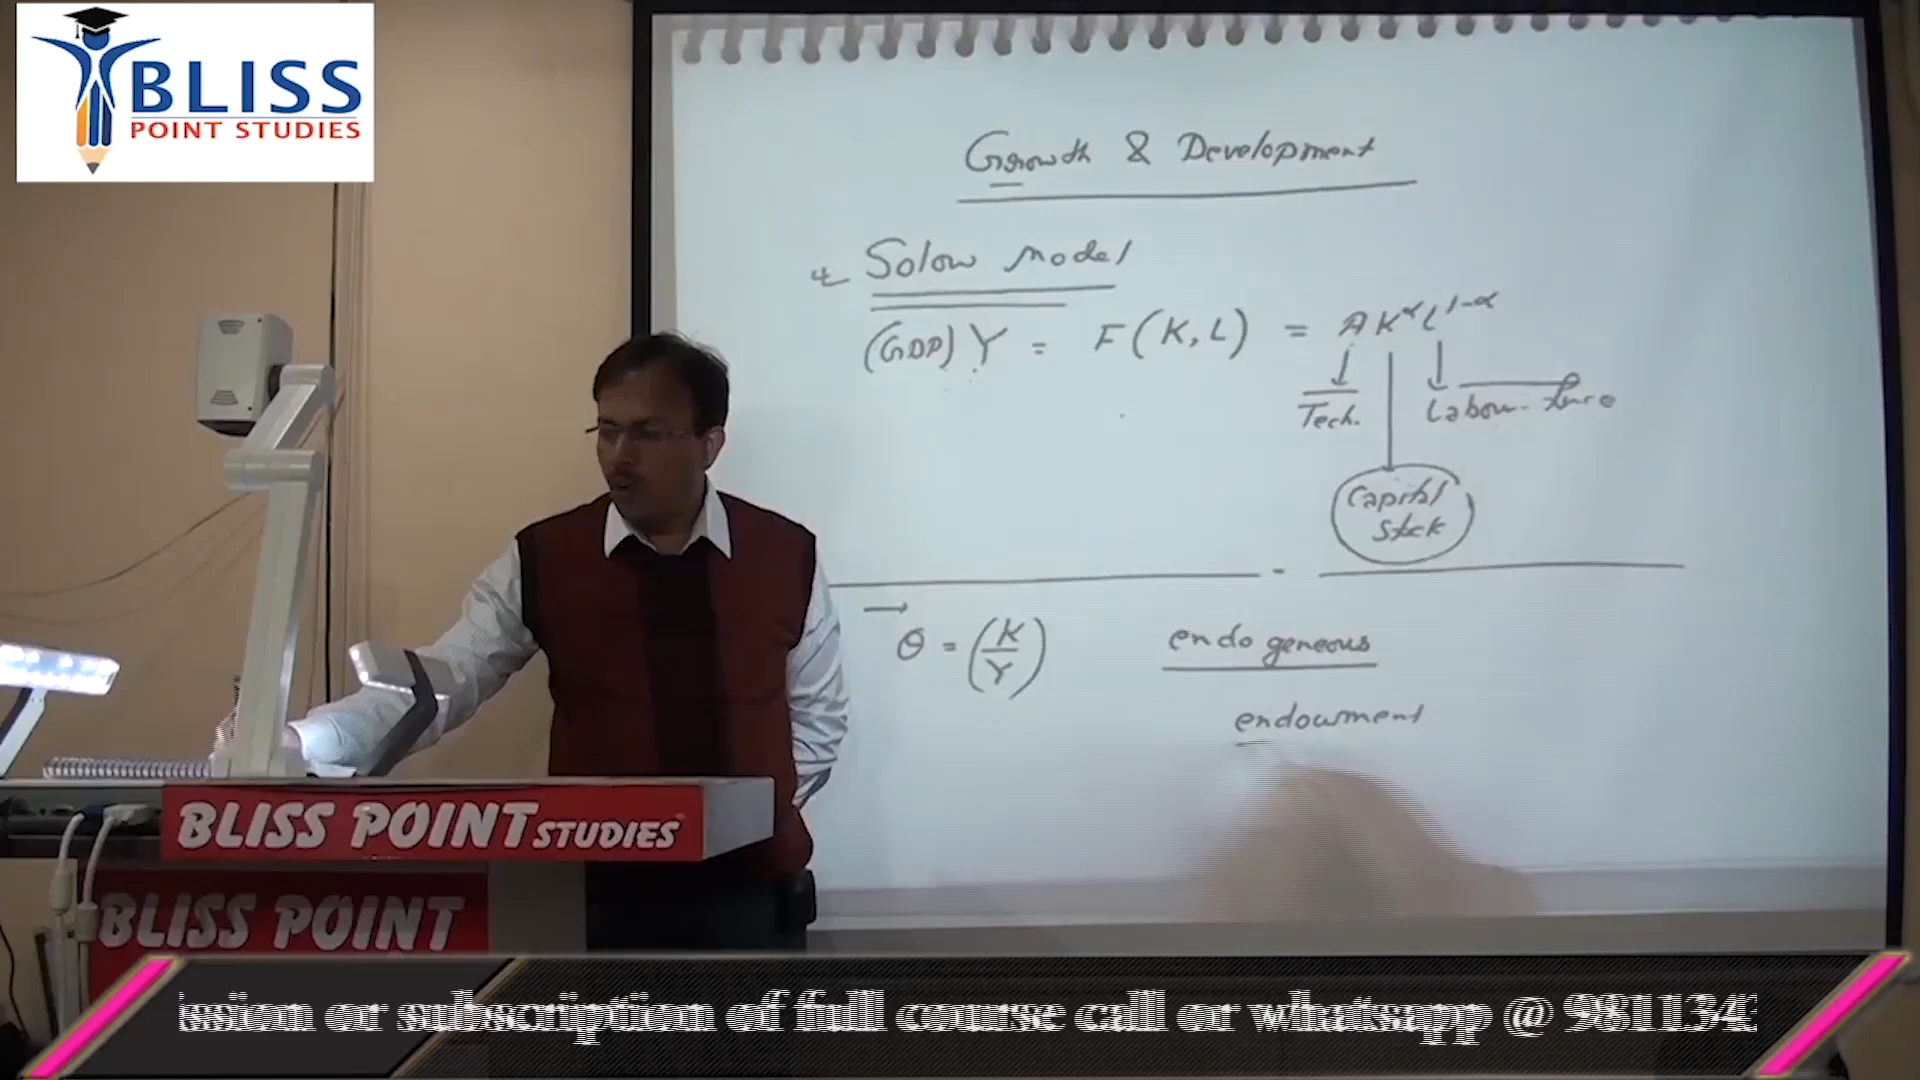 BLISS
POINT STUDIES
Growth & Development
Solow model
(GDP) Y = F(K, L) = AK^α L^1-α
Tech.
Labour force
Capital
Stock
θ = (K/Y)
endogeneous
endowment
BLISS POINT STUDIES
BLISS POINT
ission or subscription of full course call or whatsapp @ 981134